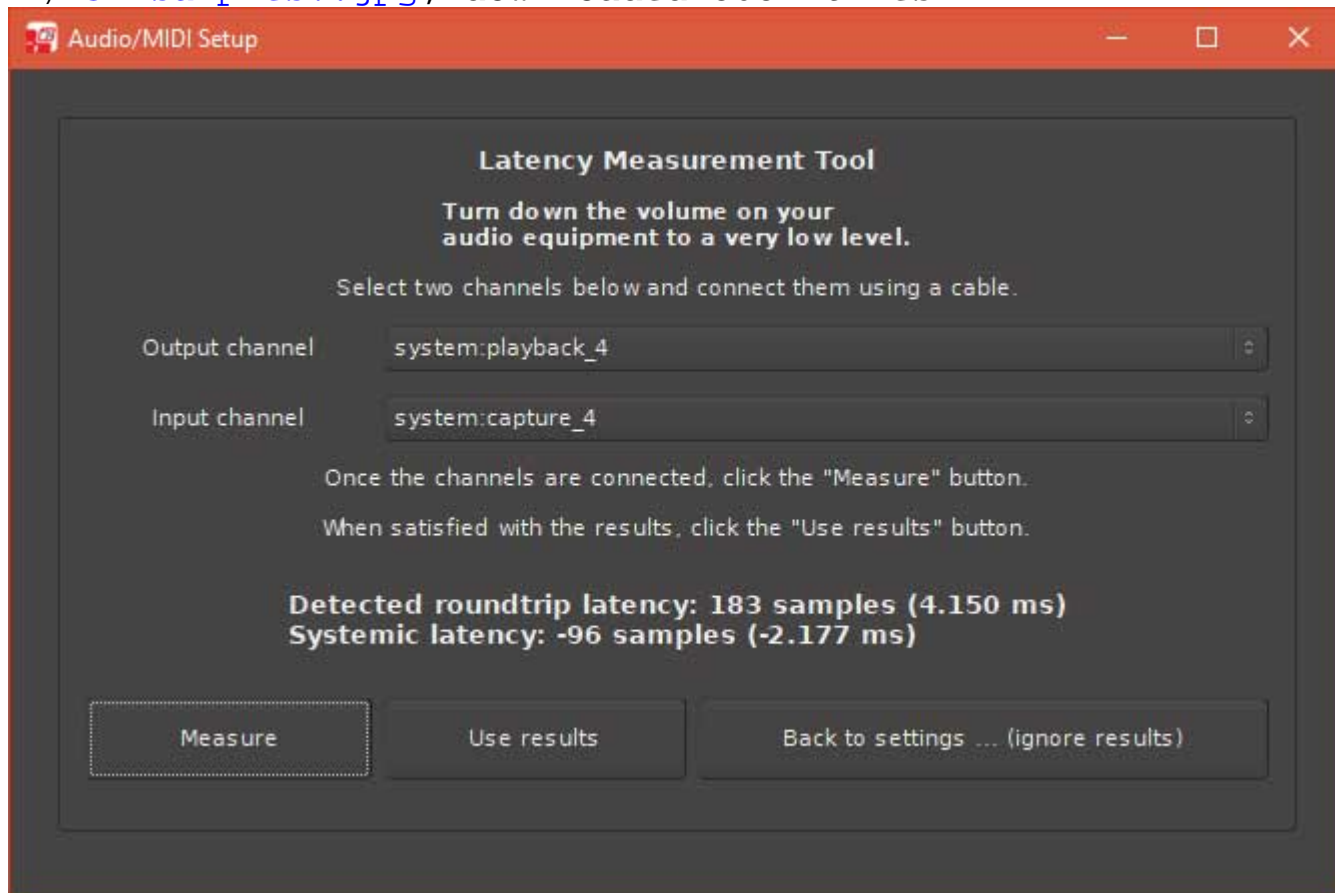 Audio/MIDI Setup
Latency Measurement Tool
Turn down the volume on your
audio equipment to a very low level.
Select two channels below and connect them using a cable.
Output channel system:playback_4
Input channel system:capture_4
Once the channels are connected, click the "Measure" button.
When satisfied with the results, click the "Use results" button.
Detected roundtrip latency: 183 samples (4.150 ms)
Systemic latency: -96 samples (-2.177 ms)
Measure Use results Back to settings ... (ignore results)